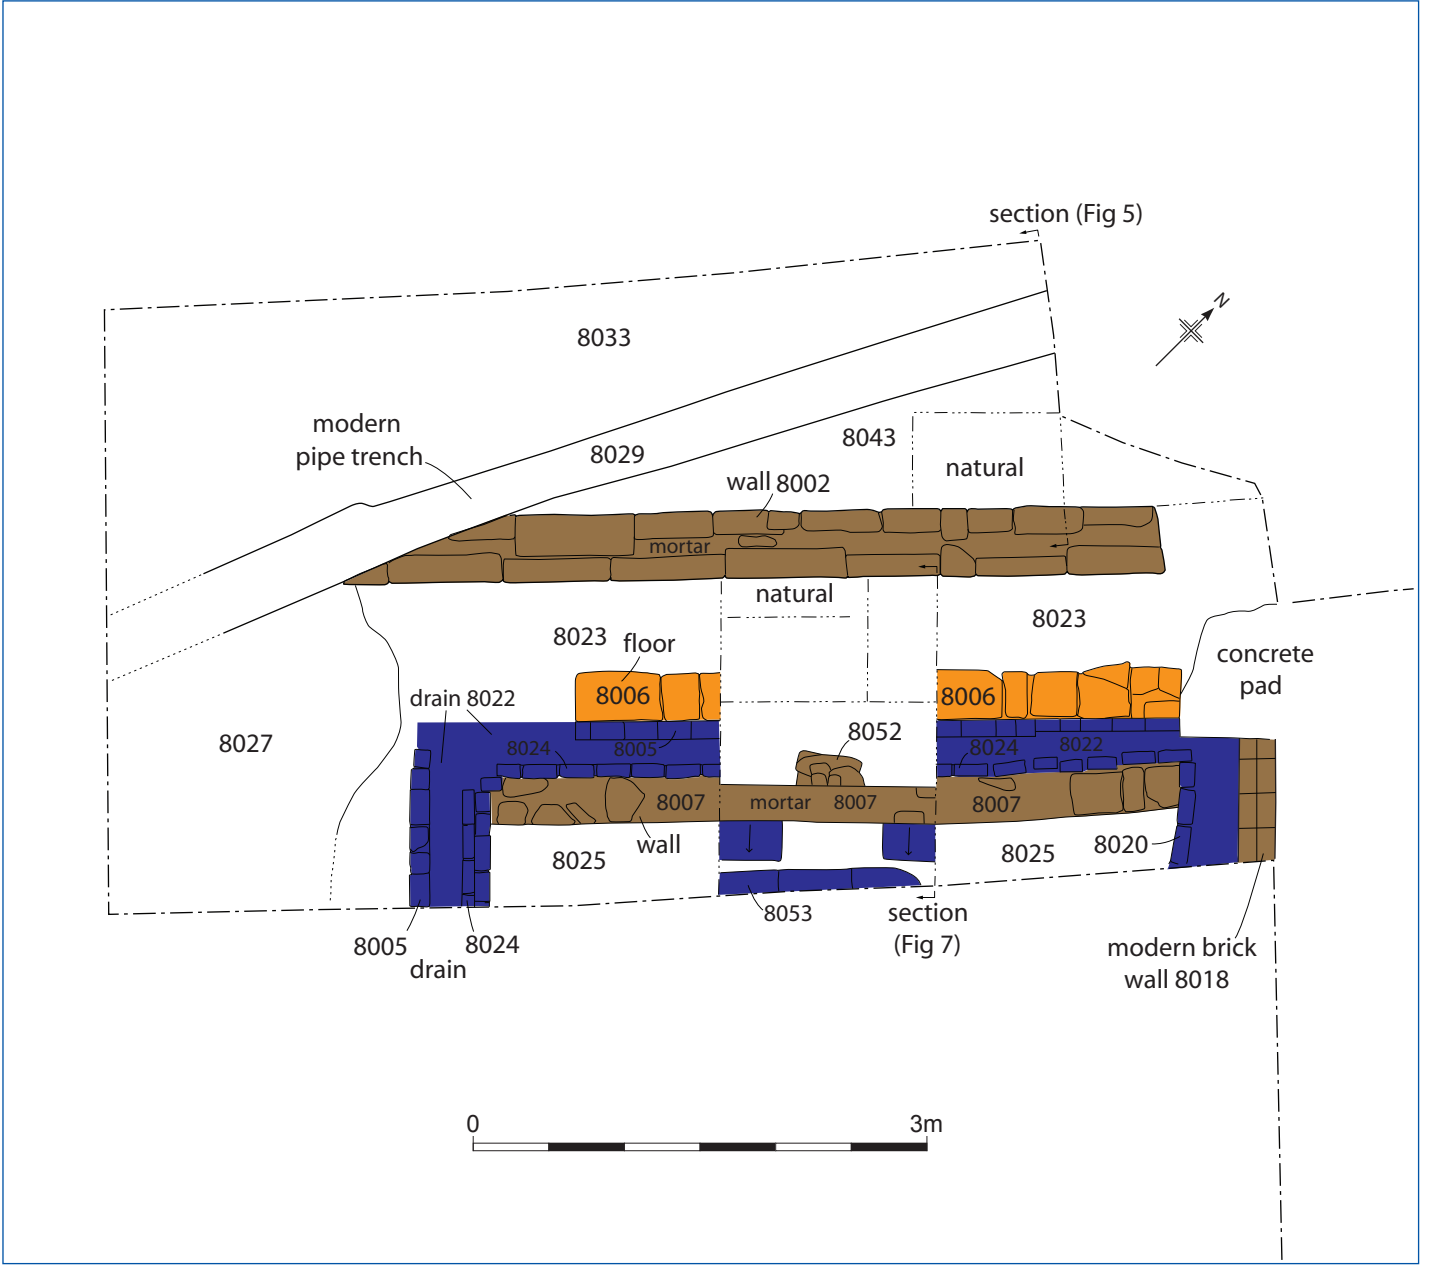 section (Fig 5)
N
8033
modern
pipe trench
8029
8043
natural
wall 8002
mortar
natural
8023
floor
8023
concrete
pad
8006
8006
drain 8022
8027
8024
8005
8052
8024
8022
8007
mortar
8007
8007
wall
8025
8025
8020
8053
section
(Fig 7)
8005
8024
drain
modern brick
wall 8018
0
3m